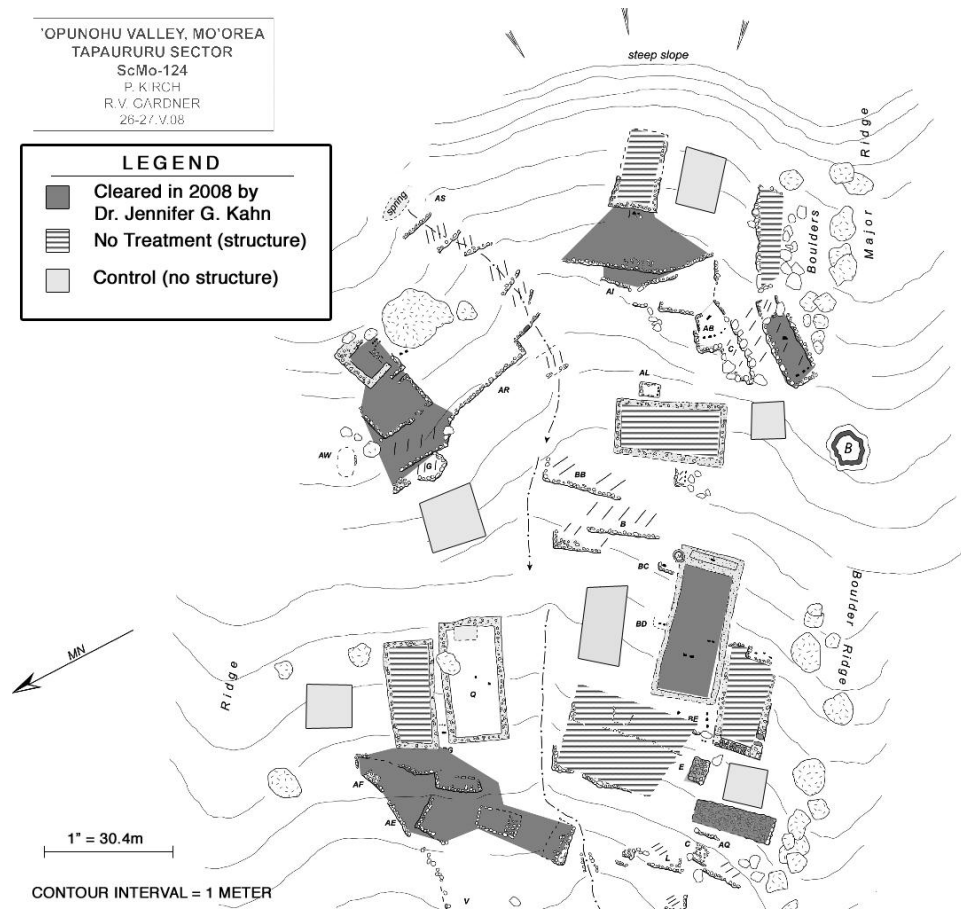 'OPUNOHU VALLEY, MO'OREA
TAPAURURU SECTOR
ScMo-124
P. KIRCH
R.V. GARDNER
26-27.V.08
LEGEND
Cleared in 2008 by
Dr. Jennifer G. Kahn
No Treatment (structure)
Control (no structure)
steep slope
Ridge
Major
Boulders
spring
AS
AI
AB
C
AL
AR
AW
G
B
BB
B
BC
BD
Boulder
Ridge
MN
Ridge
Q
BE
E
AF
AE
AQ
C
L
V
1" = 30.4m
CONTOUR INTERVAL = 1 METER